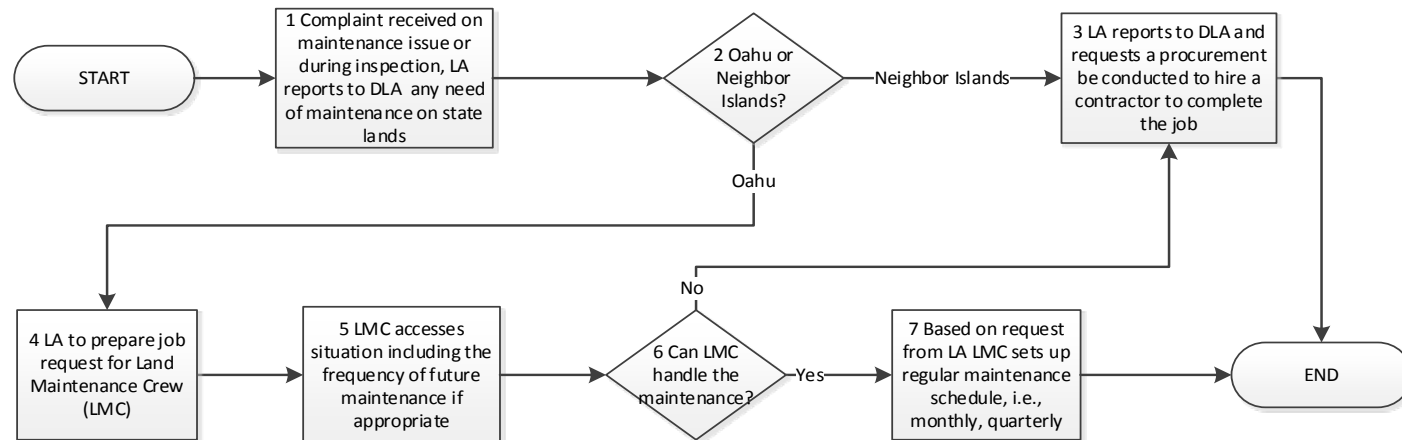 START
1 Complaint received on
maintenance issue or
during inspection, LA
reports to DLA any need
of maintenance on state
lands
2 Oahu or
Neighbor
Islands?
Neighbor Islands
3 LA reports to DLA and
requests a procurement
be conducted to hire a
contractor to complete
the job
Oahu
No
4 LA to prepare job
request for Land
Maintenance Crew
(LMC)
5 LMC accesses
situation including the
frequency of future
maintenance if
appropriate
6 Can LMC
handle the
maintenance?
Yes
7 Based on request
from LA LMC sets up
regular maintenance
schedule, i.e.,
monthly, quarterly
END